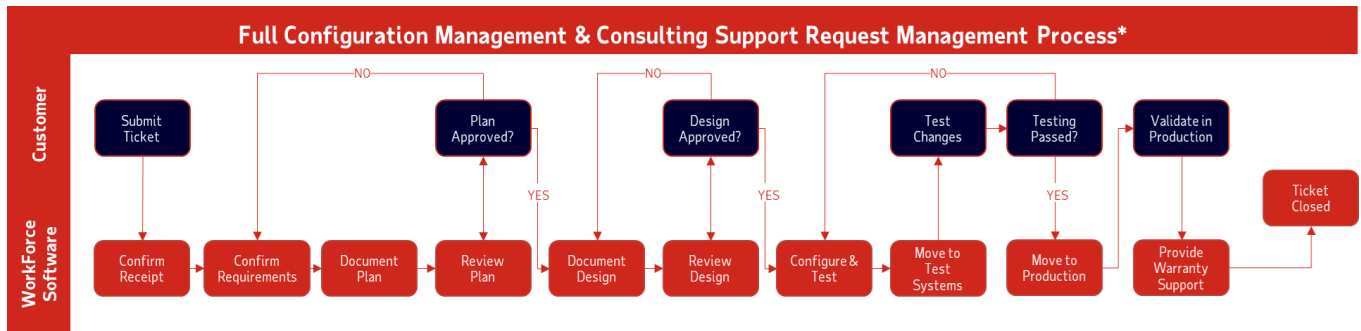 Full Configuration Management & Consulting Support Request Management Process*
Customer
NO
NO
NO
Submit
Ticket
Plan
Approved?
Design
Approved?
Test
Changes
Testing
Passed?
Validate in
Production
YES
YES
YES
Ticket
Closed
WorkForce
Software
Confirm
Receipt
Confirm
Requirements
Document
Plan
Review
Plan
Document
Design
Review
Design
Configure &
Test
Move to
Test
Systems
Move to
Production
Provide
Warranty
Support